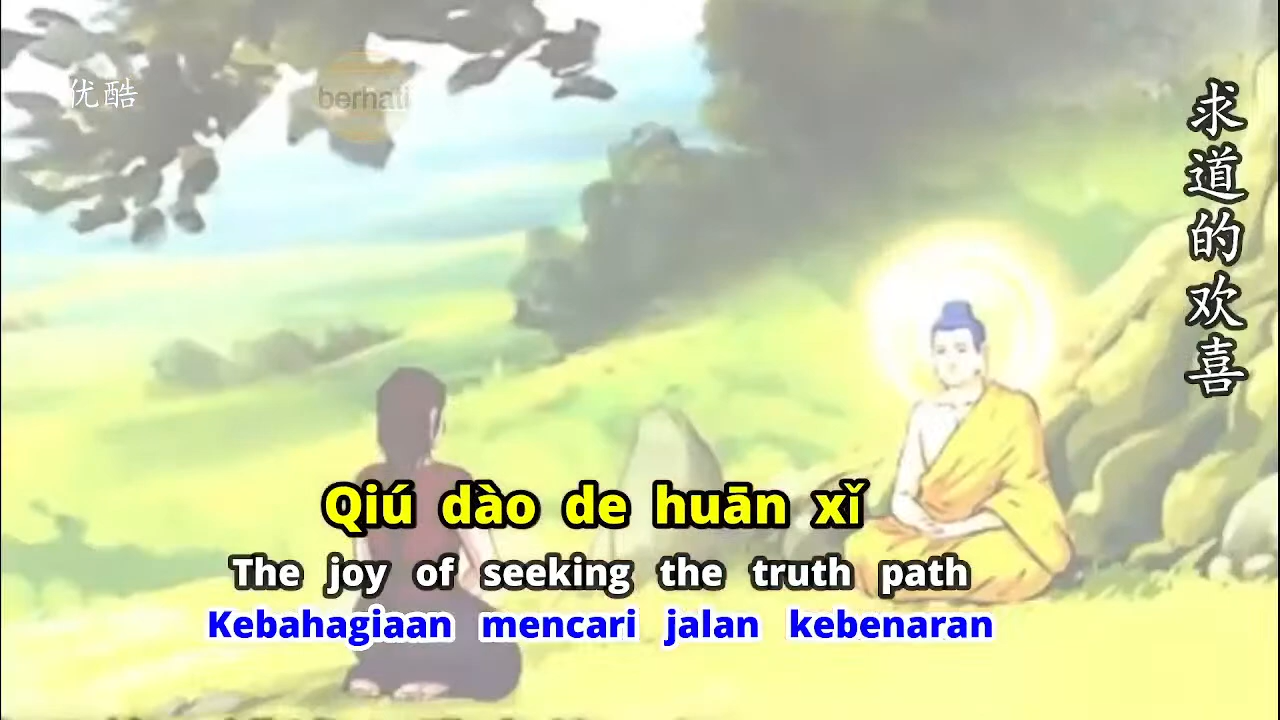 优酷
berhati
求道的欢喜
Qiú dào de huān xǐ
The joy of seeking the truth path
Kebahagiaan mencari jalan kebenaran